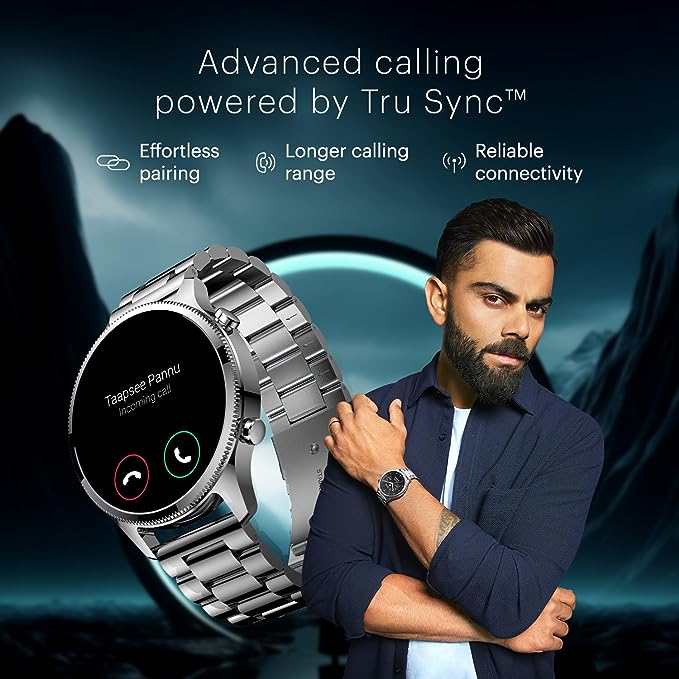 Advanced calling
powered by Tru Sync™
Effortless
pairing
Longer calling
range
Reliable
connectivity
Taapsee Pannu
Incoming call